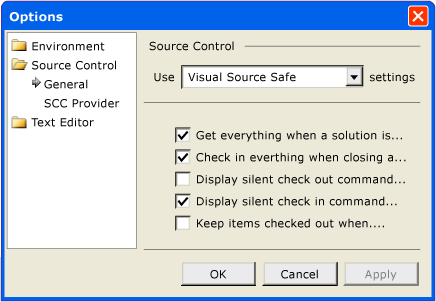 Options
Environment
Source Control
General
SCC Provider
Text Editor
Source Control
Use Visual Source Safe settings
Get everything when a solution is...
Check in everthing when closing a...
Display silent check out command...
Display silent check in command...
Keep items checked out when....
OK Cancel Apply